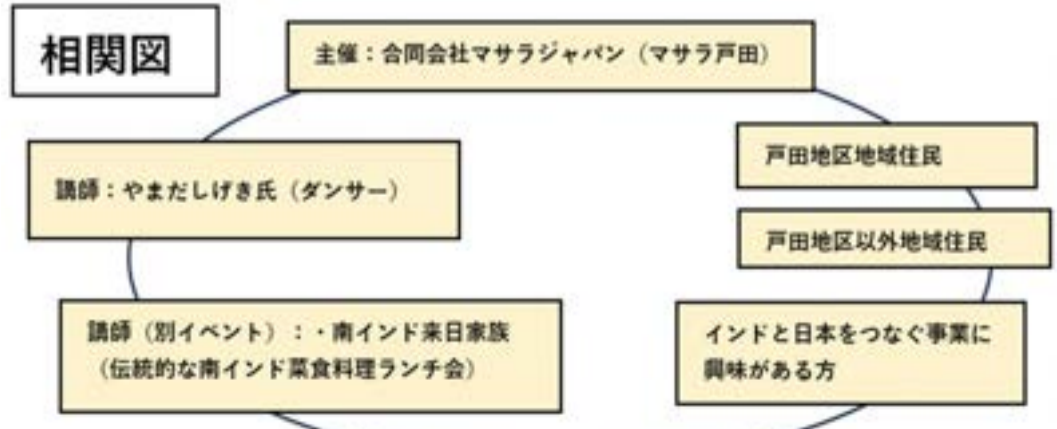 相関図
主催：合同会社マサラジャパン（マサラ戸田）
講師：やまだしげき氏（ダンサー）
戸田地区地域住民
戸田地区以外地域住民
講師（別イベント）：・南インド来日家族
（伝統的な南インド菜食料理ランチ会）
インドと日本をつなぐ事業に
興味がある方